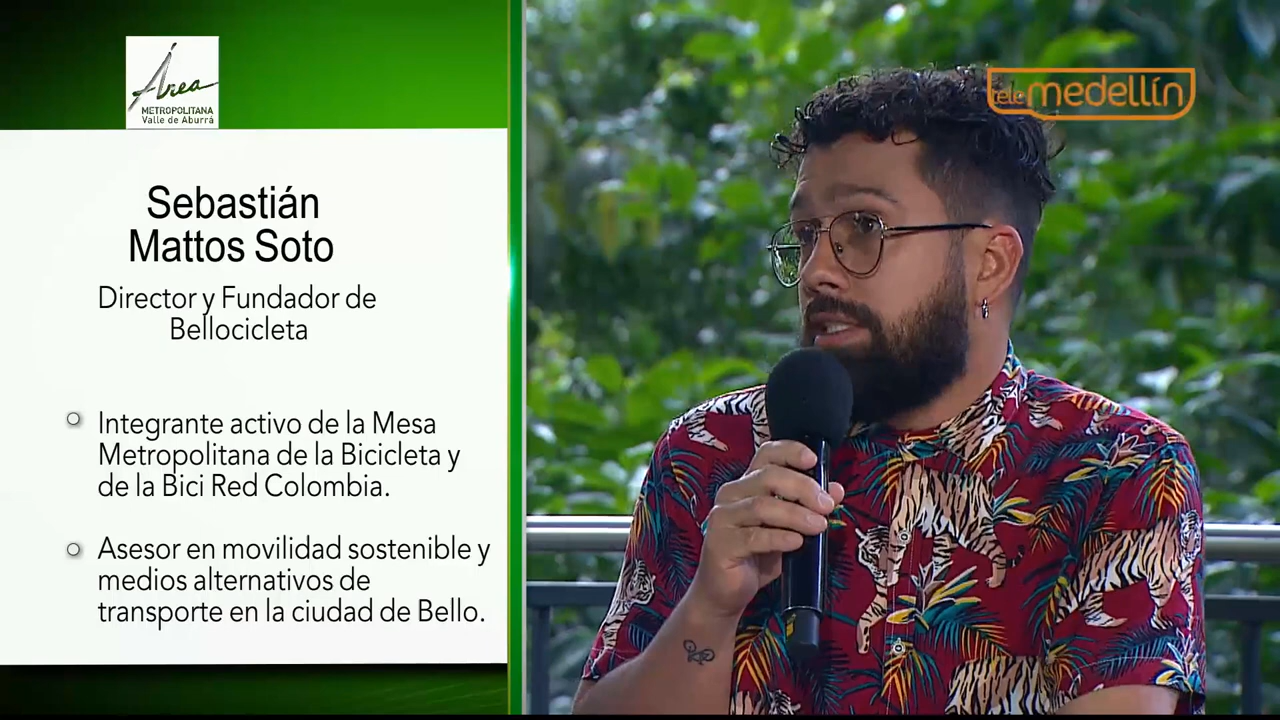 Área
METROPOLITANA
Valle de Aburrá
Sebastián
Mattos Soto
Director y Fundador de
Bellocicleta
Integrante activo de la Mesa
Metropolitana de la Bicicleta y
de la Bici Red Colombia.
Asesor en movilidad sostenible y
medios alternativos de
transporte en la ciudad de Bello.
telemedellín